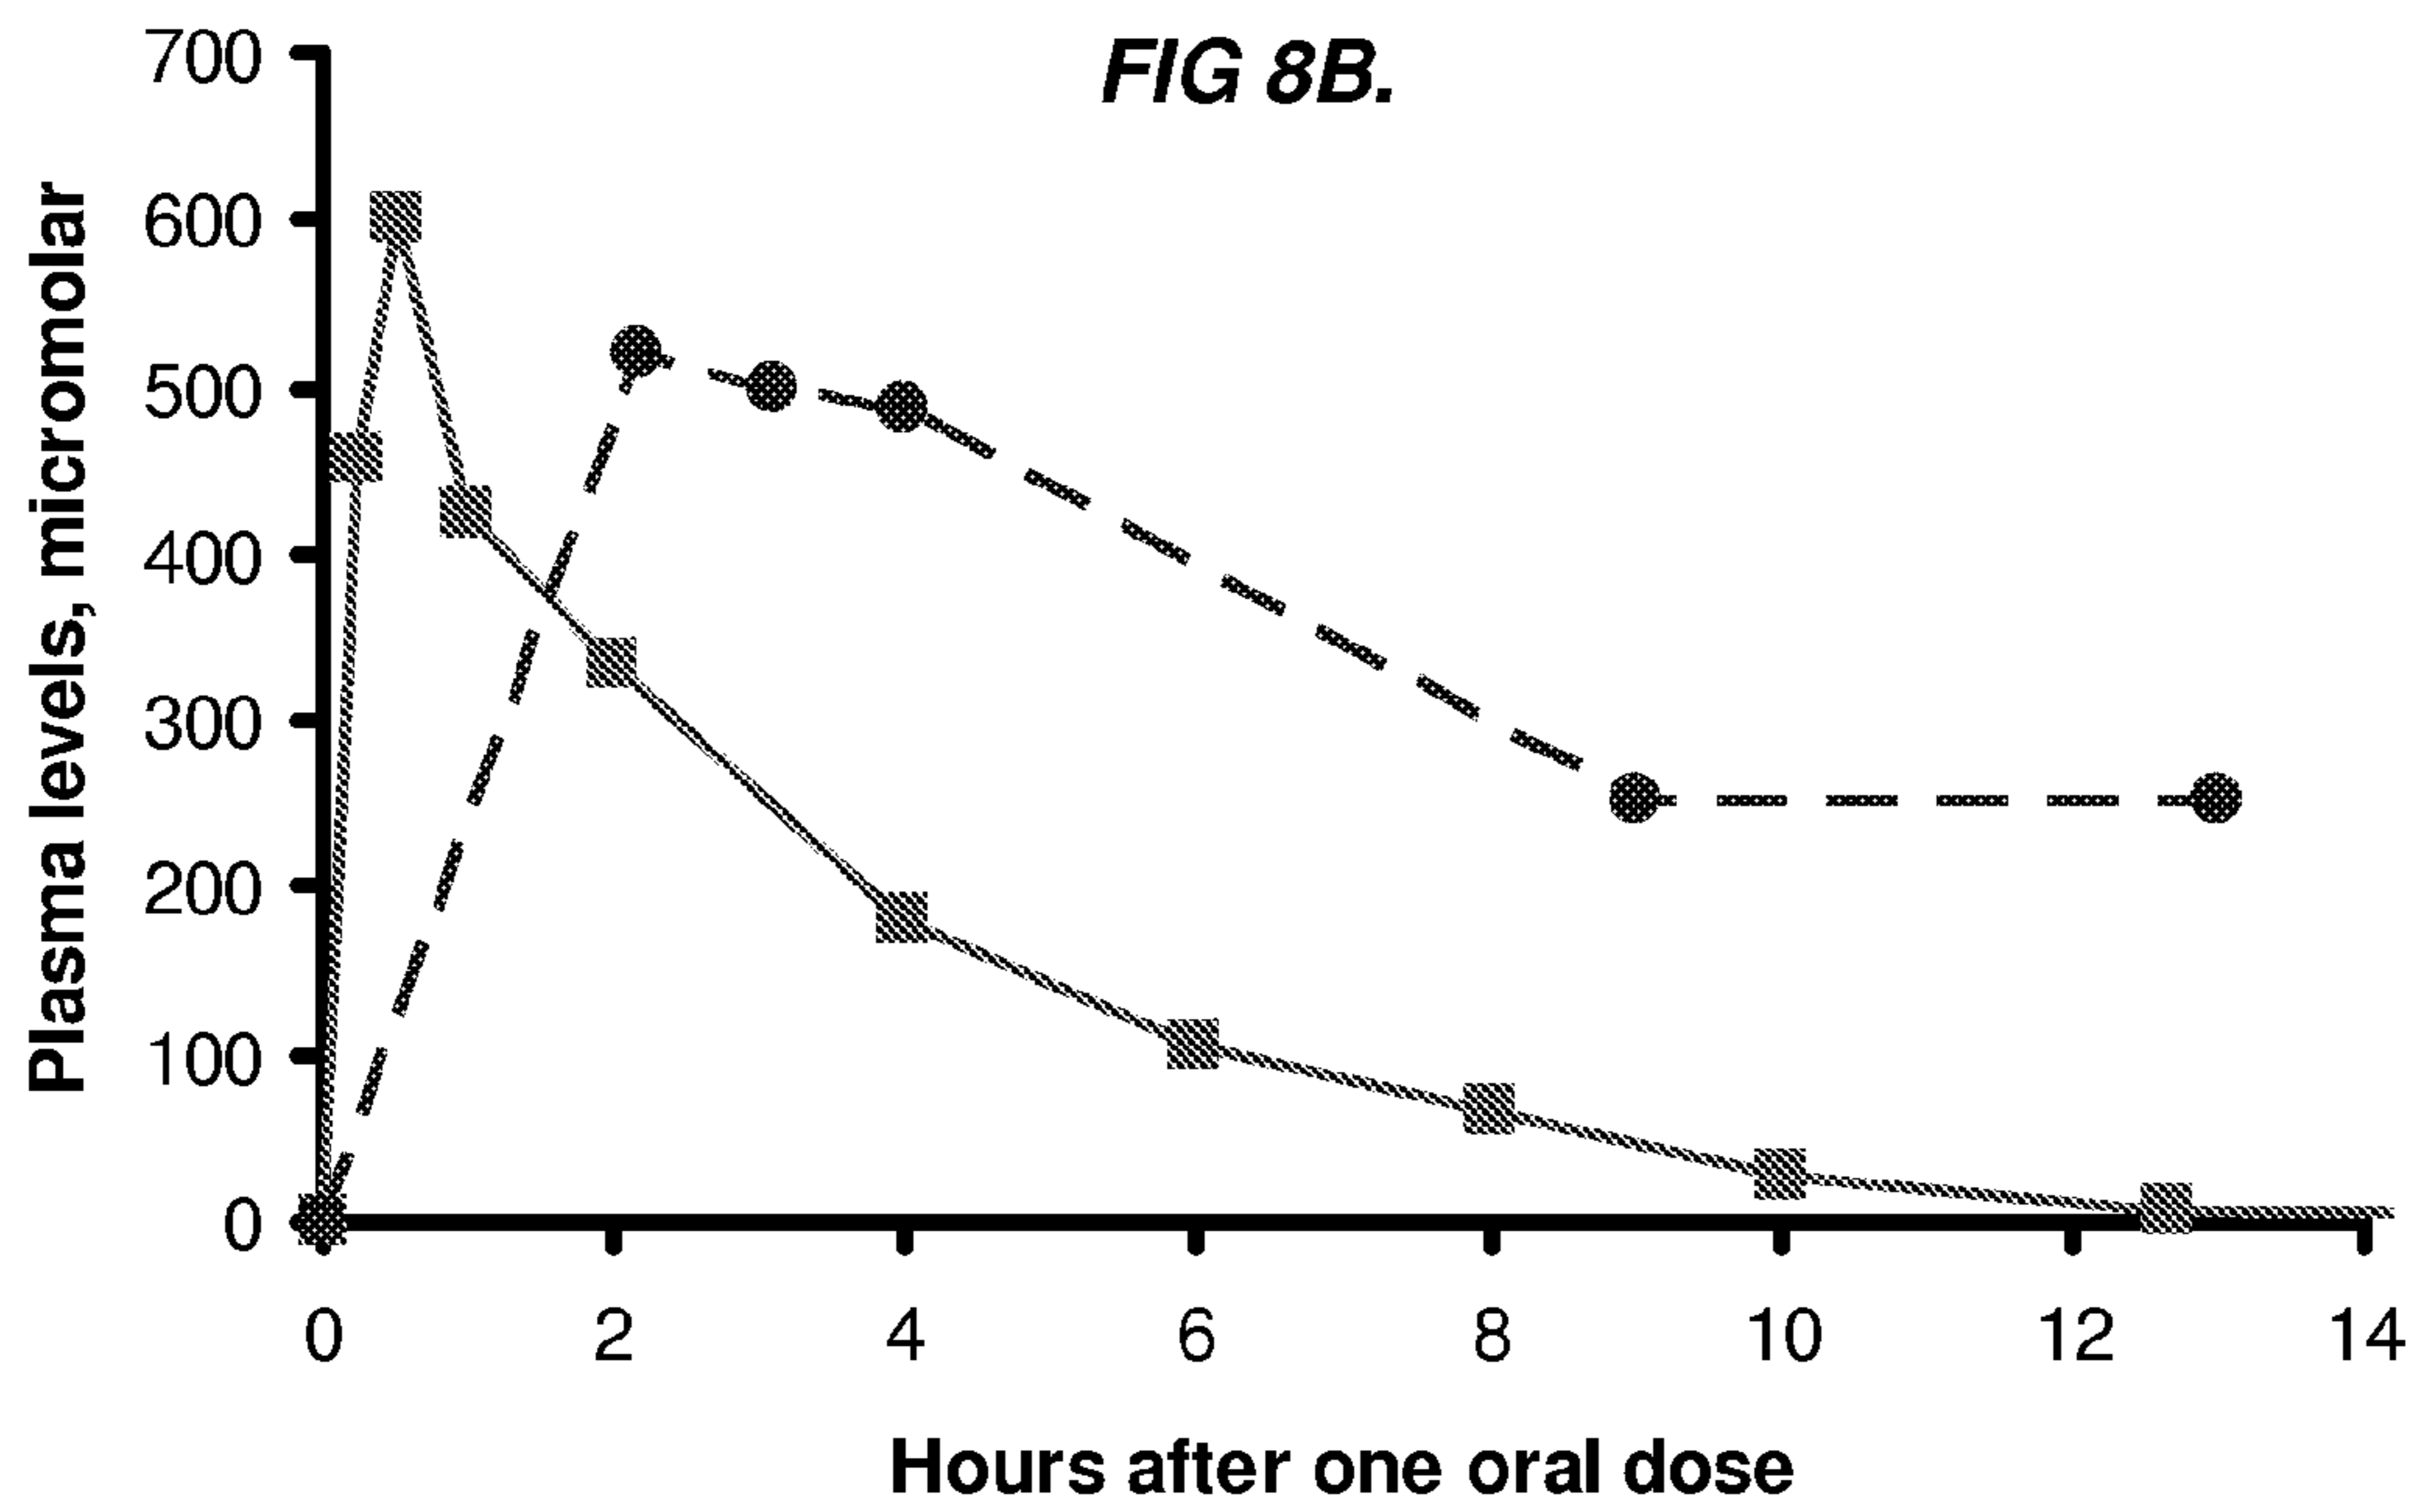 FIG 8B.
Plasma levels, micromolar
700
600
500
400
300
200
100
0
0 2 4 6 8 10 12 14
Hours after one oral dose